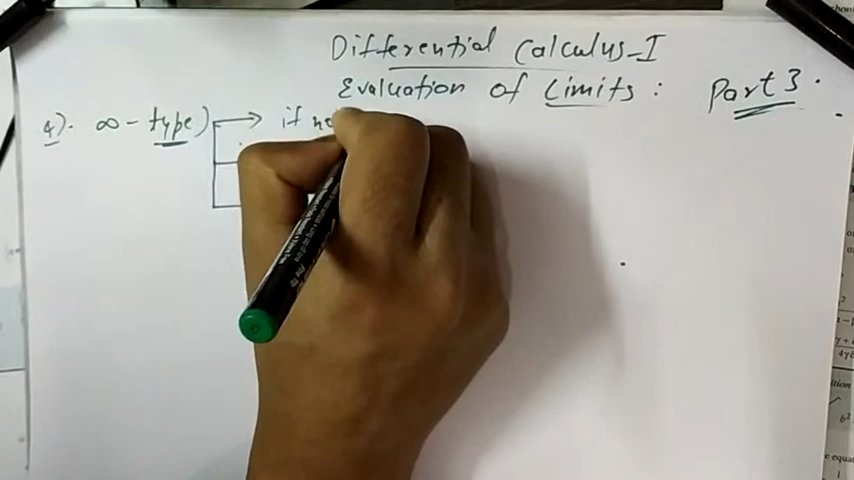 Differential Calculus-I
Evaluation of Limits : Part 3.
4). ∞ - type) → if